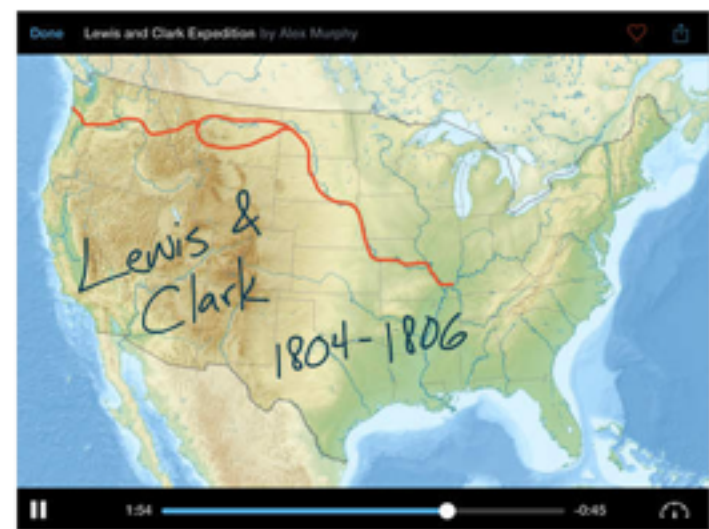 Done Lewis and Clark Expedition by Alex Murphy
Lewis &
Clark
1804-1806
1:54 -0:45